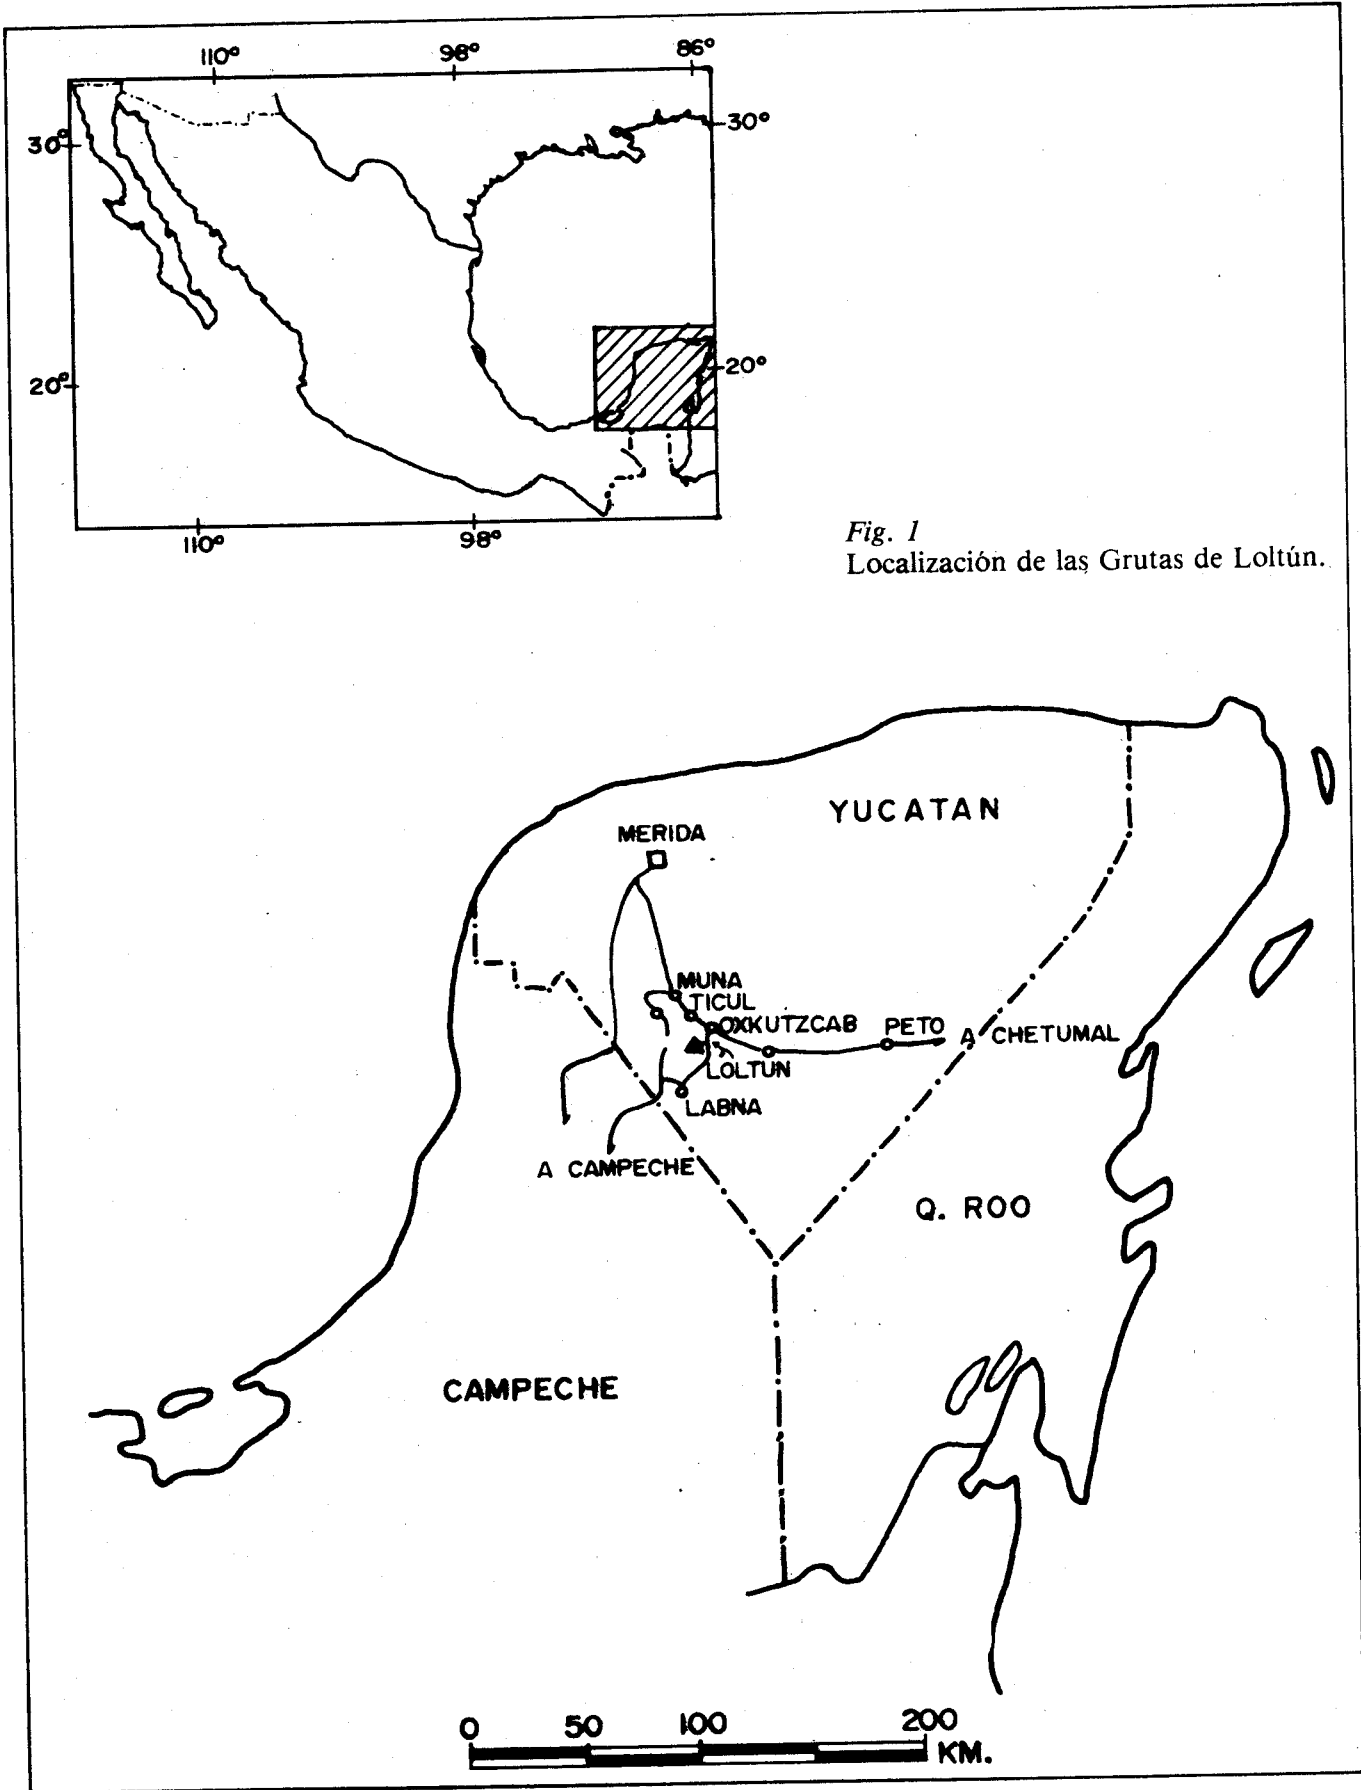 110° 98° 86°
30° 30°
20° 20°
110° 98°
Fig. 1
Localización de las Grutas de Loltún.
YUCATAN
MERIDA
MUNA
TICUL
OXKUTZCAB PETO A CHETUMAL
LOLTUN
LABNA
A CAMPECHE
Q. ROO
CAMPECHE
0 50 100 200
KM.